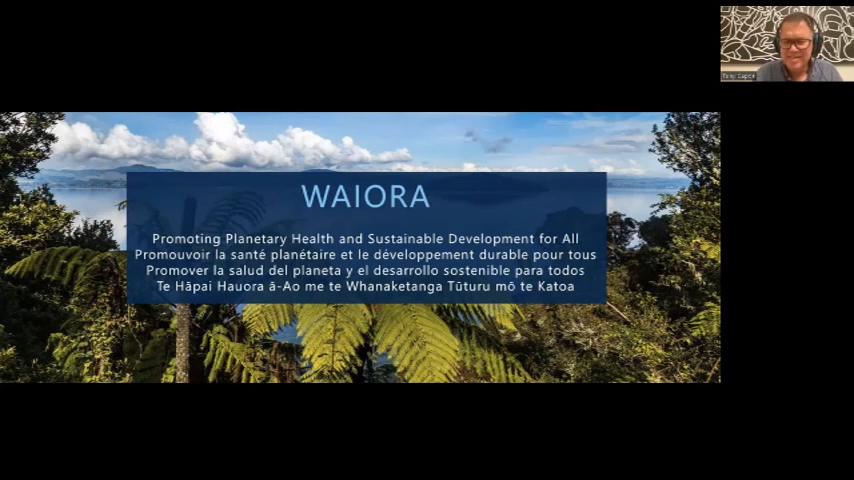 WAIORA
Promoting Planetary Health and Sustainable Development for All
Promouvoir la santé planétaire et le développement durable pour tous
Promover la salud del planeta y el desarrollo sostenible para todos
Te Hāpai Hauora ā-Ao me te Whanaketanga Tūturu mō te Katoa
Tony Capon